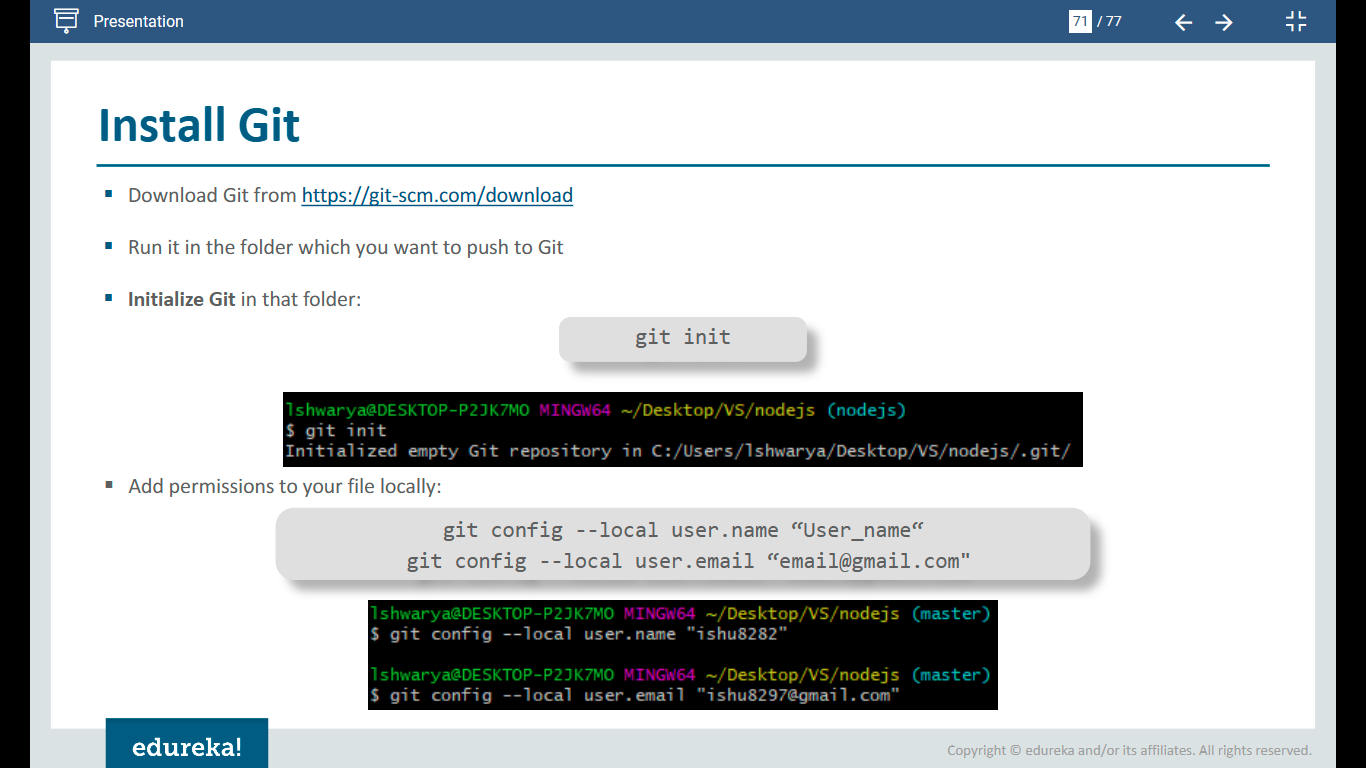 Presentation
71 / 77
Install Git
Download Git from https://git-scm.com/download
Run it in the folder which you want to push to Git
Initialize Git in that folder:
git init
lshwarya@DESKTOP-P2JK7MO MINGW64 ~/Desktop/VS/nodejs (nodejs)
$ git init
Initialized empty Git repository in C:/Users/lshwarya/Desktop/VS/nodejs/.git/
Add permissions to your file locally:
git config --local user.name “User_name“
git config --local user.email “email@gmail.com"
lshwarya@DESKTOP-P2JK7MO MINGW64 ~/Desktop/VS/nodejs (master)
$ git config --local user.name "ishu8282"
lshwarya@DESKTOP-P2JK7MO MINGW64 ~/Desktop/VS/nodejs (master)
$ git config --local user.email "ishu8297@gmail.com"
edureka!
Copyright © edureka and/or its affiliates. All rights reserved.